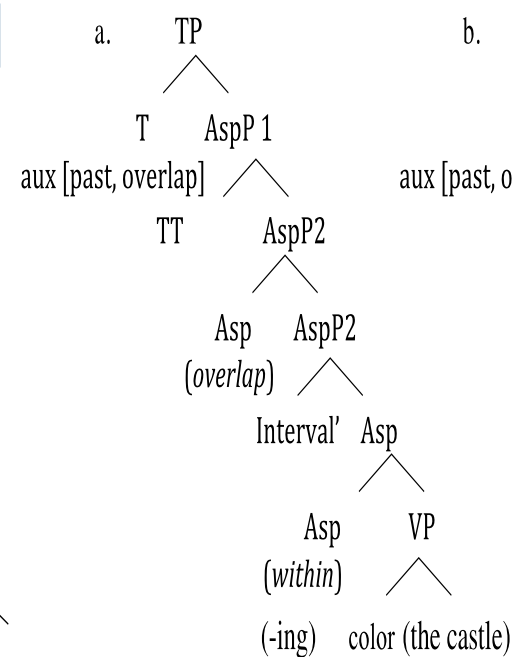 a. TP b.
T AspP 1
aux [past, overlap] aux [past, o
TT AspP2
Asp AspP2
(overlap)
Interval’ Asp
Asp VP
(within)
(-ing) color (the castle)